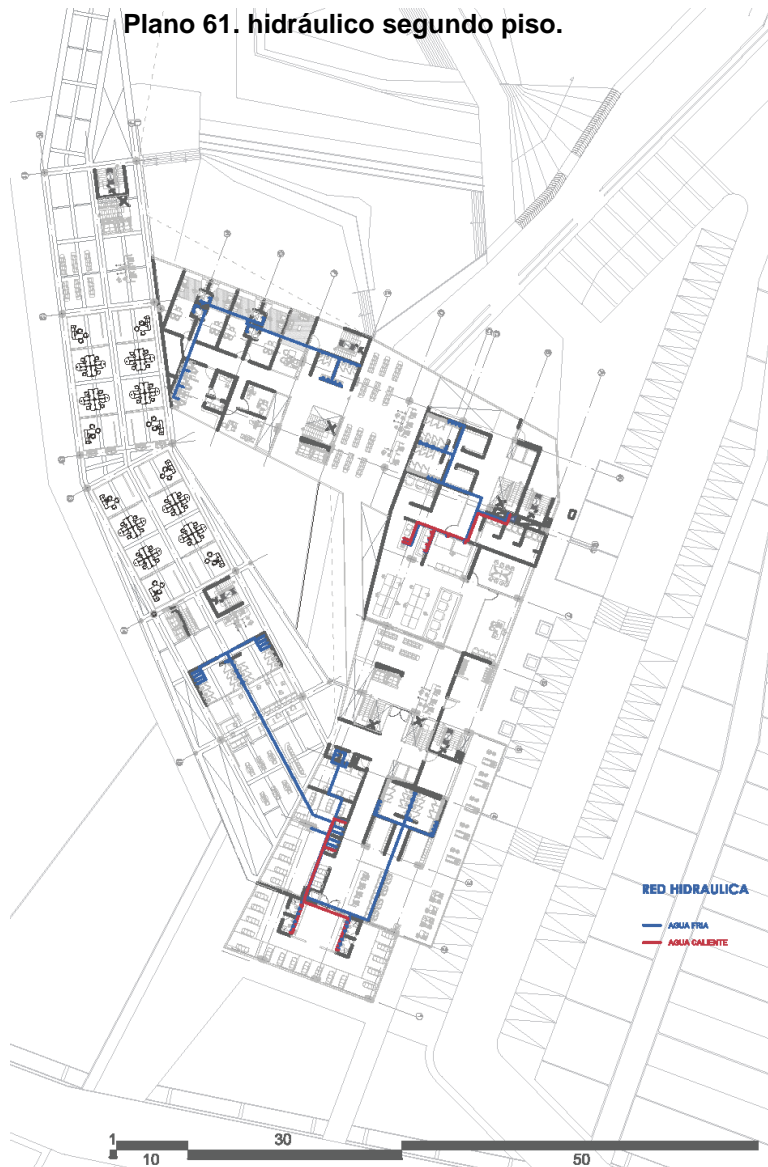 Plano 61. hidráulico segundo piso.
RED HIDRAULICA
AGUA FRIA
AGUA CALIENTE
1
30
10
50